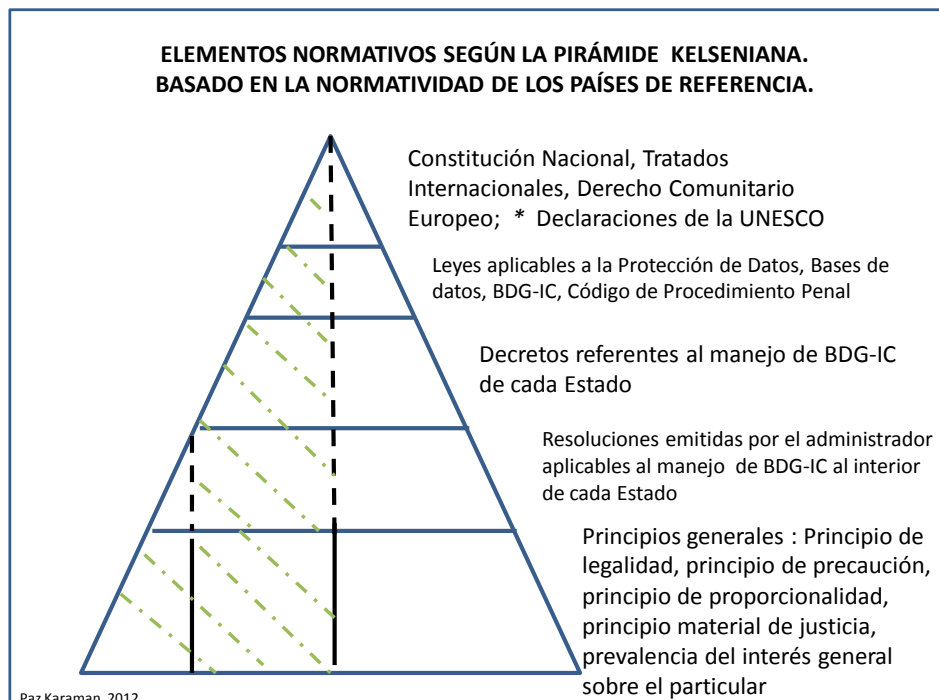 ELEMENTOS NORMATIVOS SEGÚN LA PIRÁMIDE KELSENIANA.
BASADO EN LA NORMATIVIDAD DE LOS PAÍSES DE REFERENCIA.
Constitución Nacional, Tratados
Internacionales, Derecho Comunitario
Europeo; * Declaraciones de la UNESCO
Leyes aplicables a la Protección de Datos, Bases de
datos, BDG-IC, Código de Procedimiento Penal
Decretos referentes al manejo de BDG-IC
de cada Estado
Resoluciones emitidas por el administrador
aplicables al manejo de BDG-IC al interior
de cada Estado
Principios generales : Principio de
legalidad, principio de precaución,
principio de proporcionalidad,
principio material de justicia,
prevalencia del interés general
sobre el particular
Paz Karaman, 2012